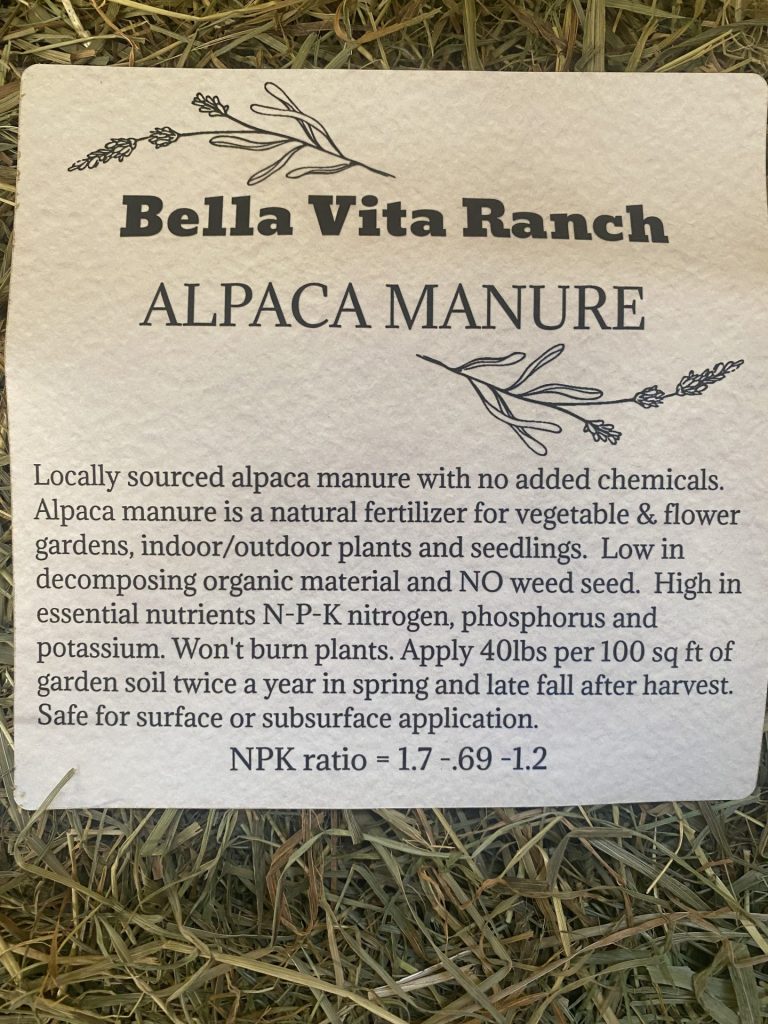 Bella Vita Ranch
ALPACA MANURE
Locally sourced alpaca manure with no added chemicals.
Alpaca manure is a natural fertilizer for vegetable & flower
gardens, indoor/outdoor plants and seedlings.  Low in
decomposing organic material and NO weed seed.  High in
essential nutrients N-P-K nitrogen, phosphorus and
potassium. Won't burn plants. Apply 40lbs per 100 sq ft of
garden soil twice a year in spring and late fall after harvest.
Safe for surface or subsurface application.
NPK ratio = 1.7 -.69 -1.2